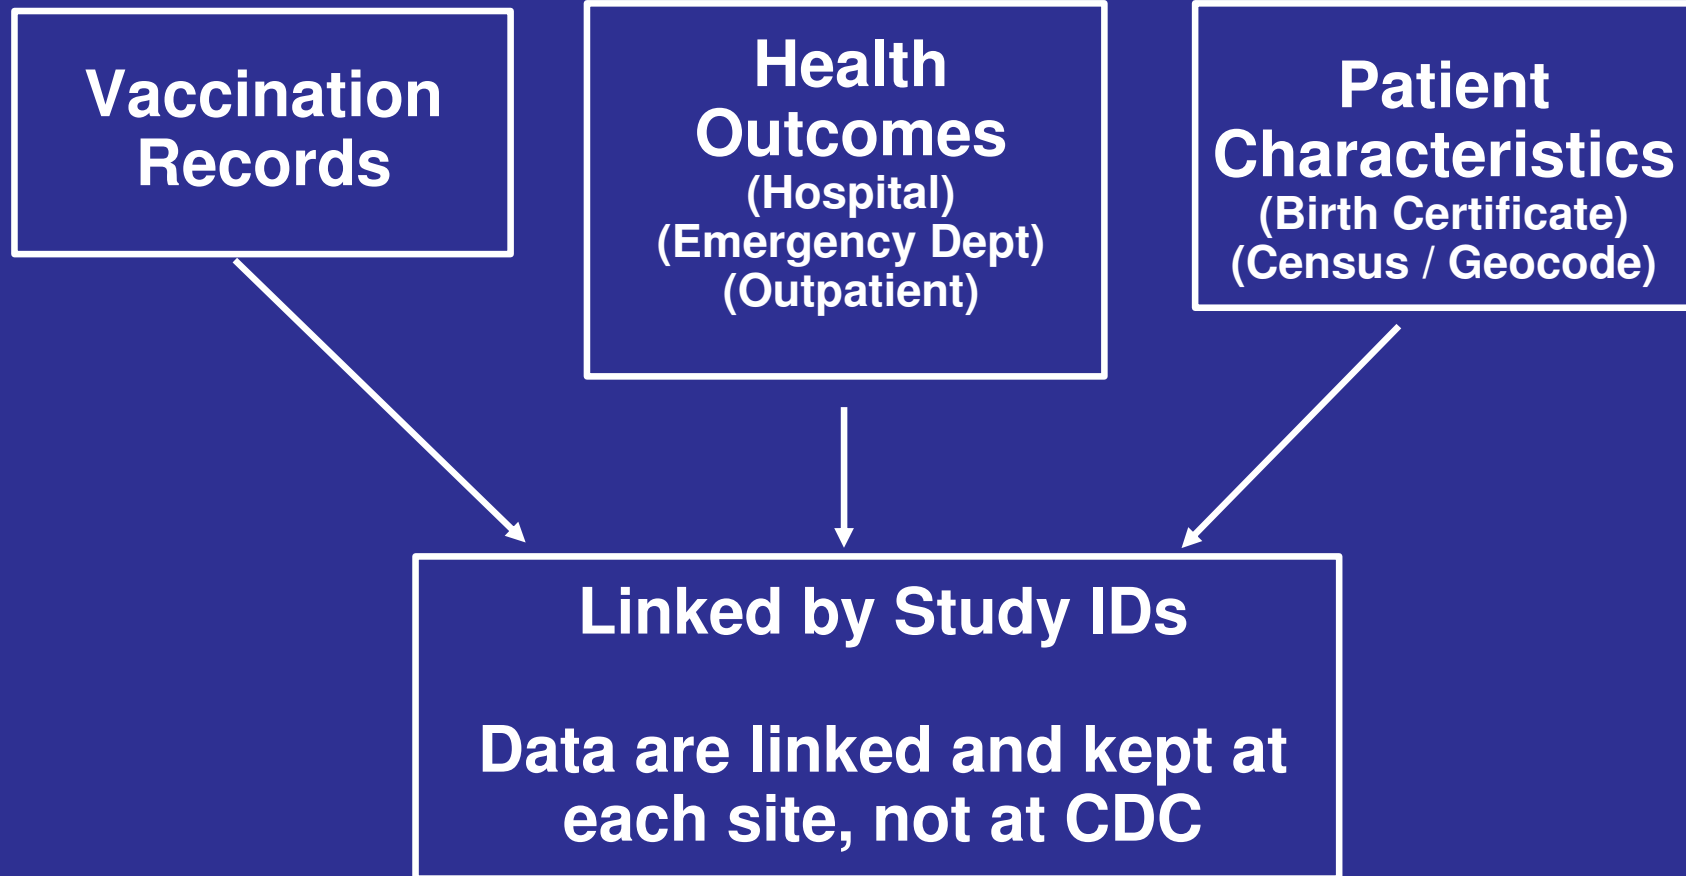 Vaccination
Records
Health
Outcomes
(Hospital)
(Emergency Dept)
(Outpatient)
Patient
Characteristics
(Birth Certificate)
(Census / Geocode)
Linked by Study IDs
Data are linked and kept at
each site, not at CDC